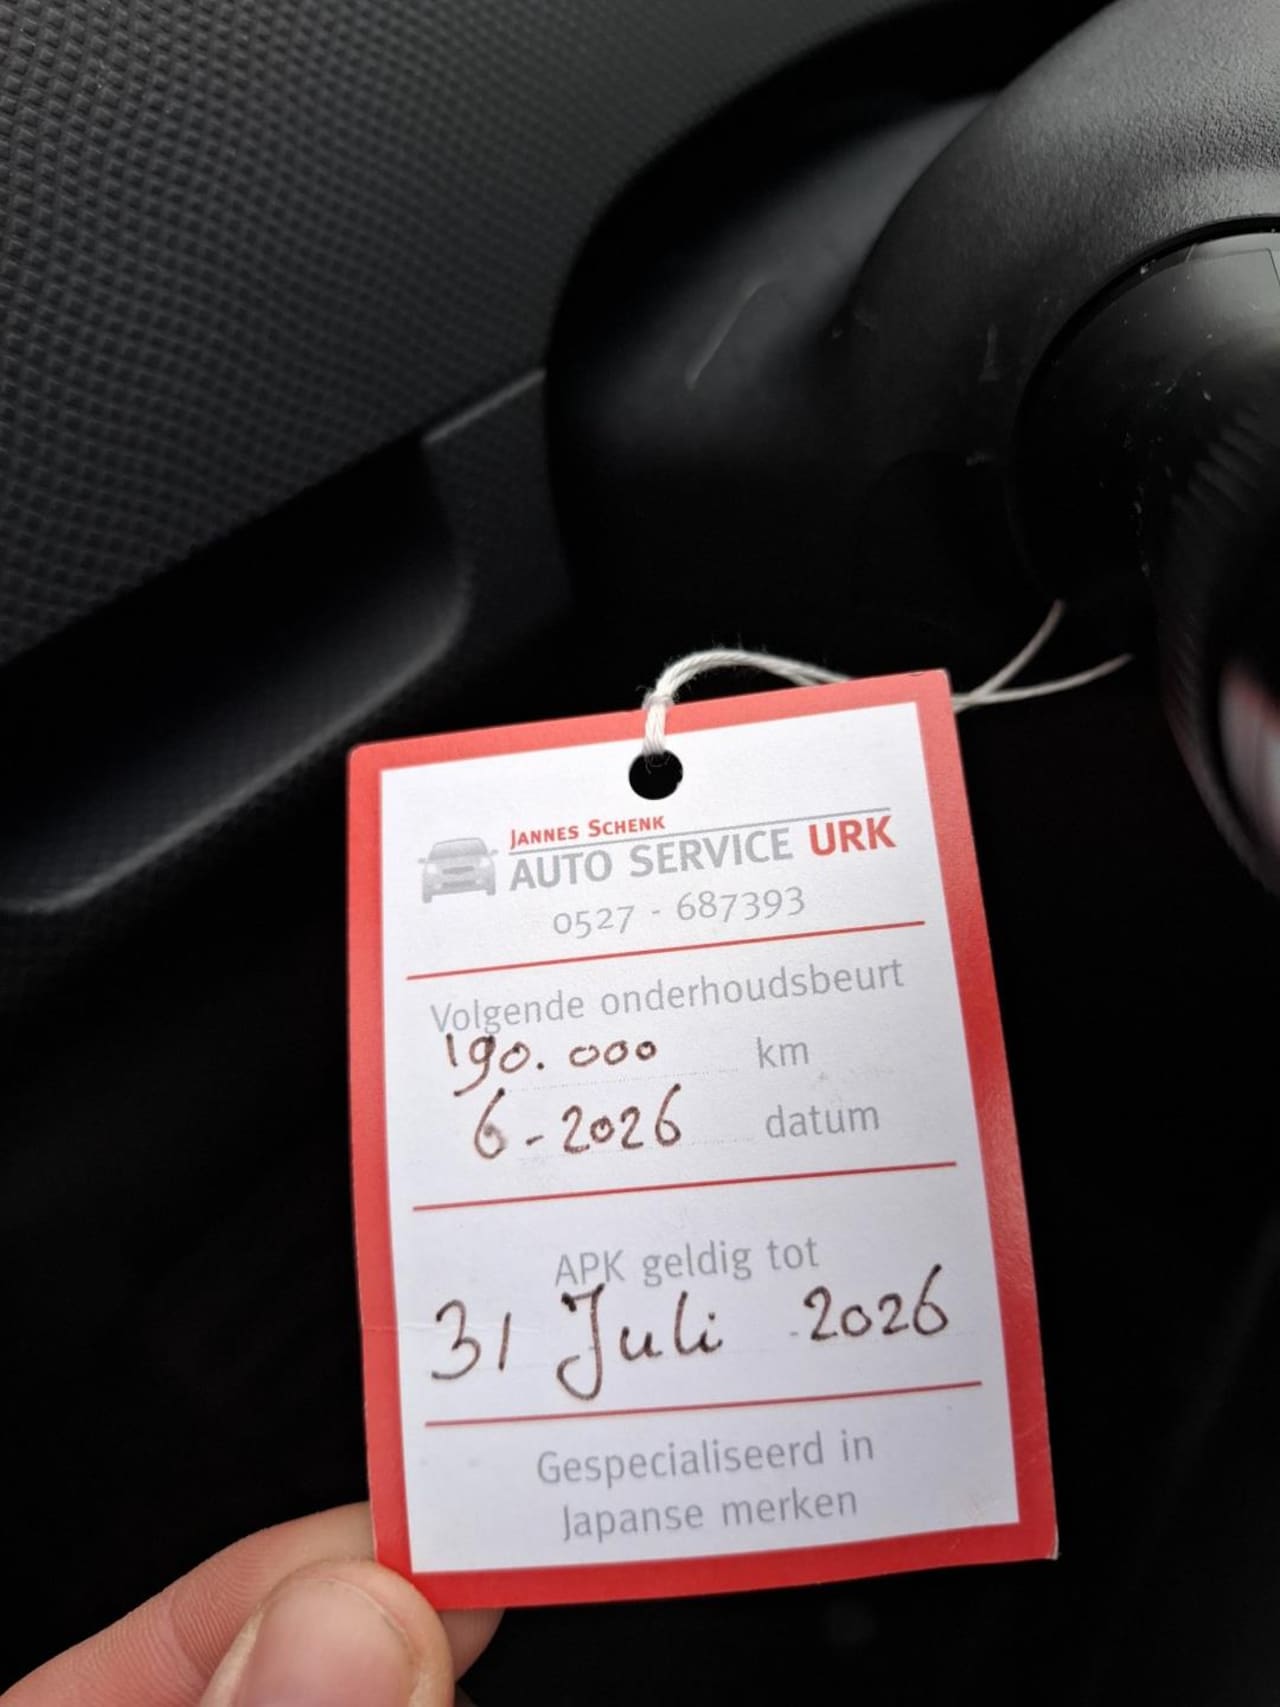 JANNES SCHENK
AUTO SERVICE URK
0527 - 687393
Volgende onderhoudsbeurt
190.000 km
6-2026 datum
APK geldig tot
31 Juli 2026
Gespecialiseerd in
Japanse merken